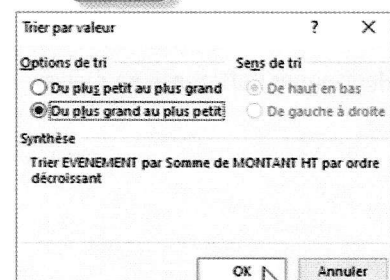 Trier par valeur ? ×
Options de tri
Sens de tri
Du plus petit au plus grand
De haut en bas
Du plus grand au plus petit
De gauche à droite
Synthèse
Trier EVENEMENT par Somme de MONTANT HT par ordre
décroissant
OK
Annuler